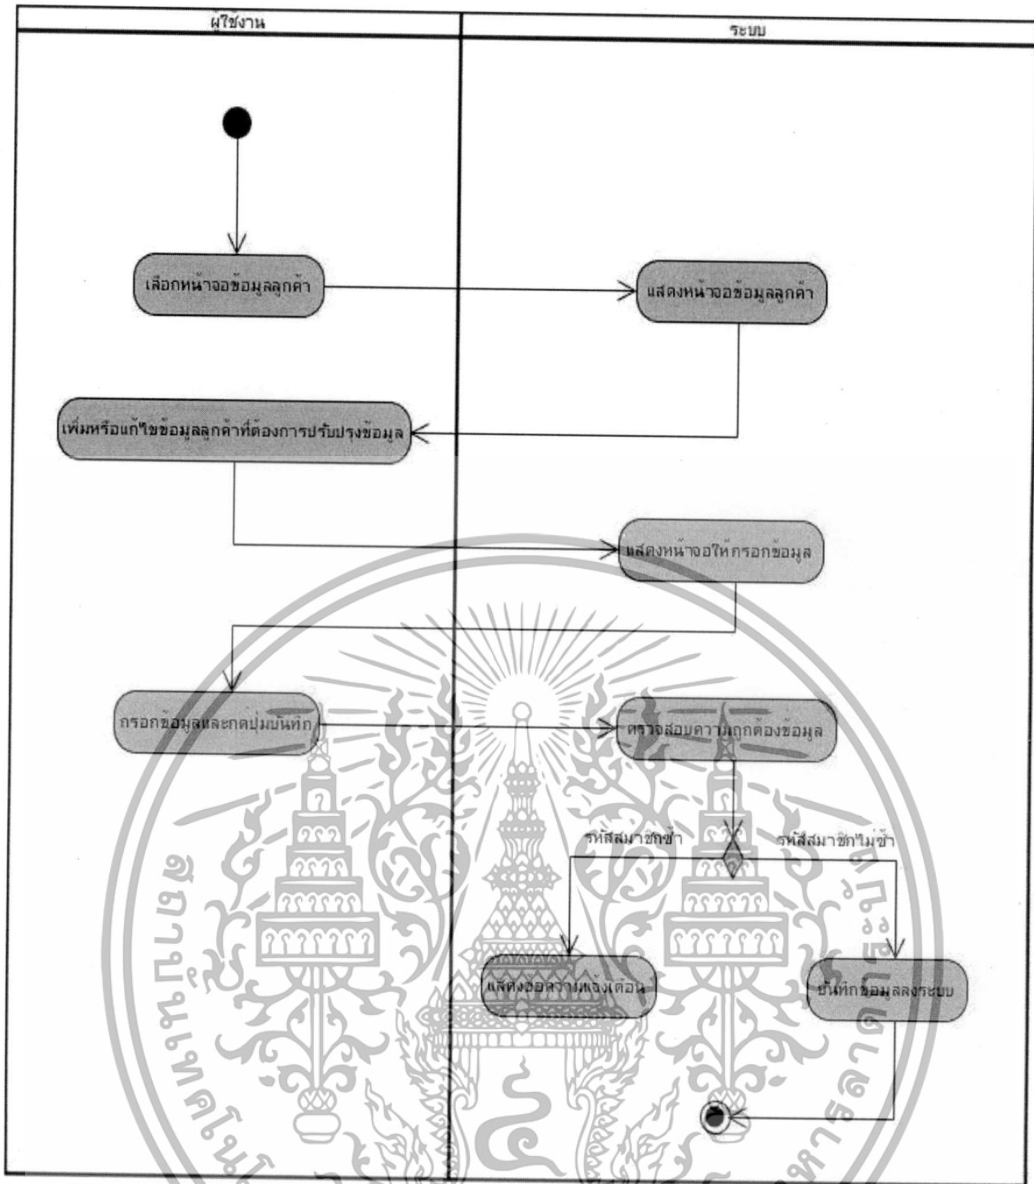 ผู้ใช้งาน
ระบบ
เลือกหน้าจอข้อมูลลูกค้า
แสดงหน้าจอข้อมูลลูกค้า
เพิ่มหรือแก้ไขข้อมูลลูกค้าที่ต้องการปรับปรุงข้อมูล
แสดงหน้าจอให้กรอกข้อมูล
กรอกข้อมูลและกดปุ่มบันทึก
ตรวจสอบความถูกต้องข้อมูล
รหัสสมาชิกซ้ำ
รหัสสมาชิกไม่ซ้ำ
แสดงข้อความแจ้งเตือน
บันทึกข้อมูลลงระบบ